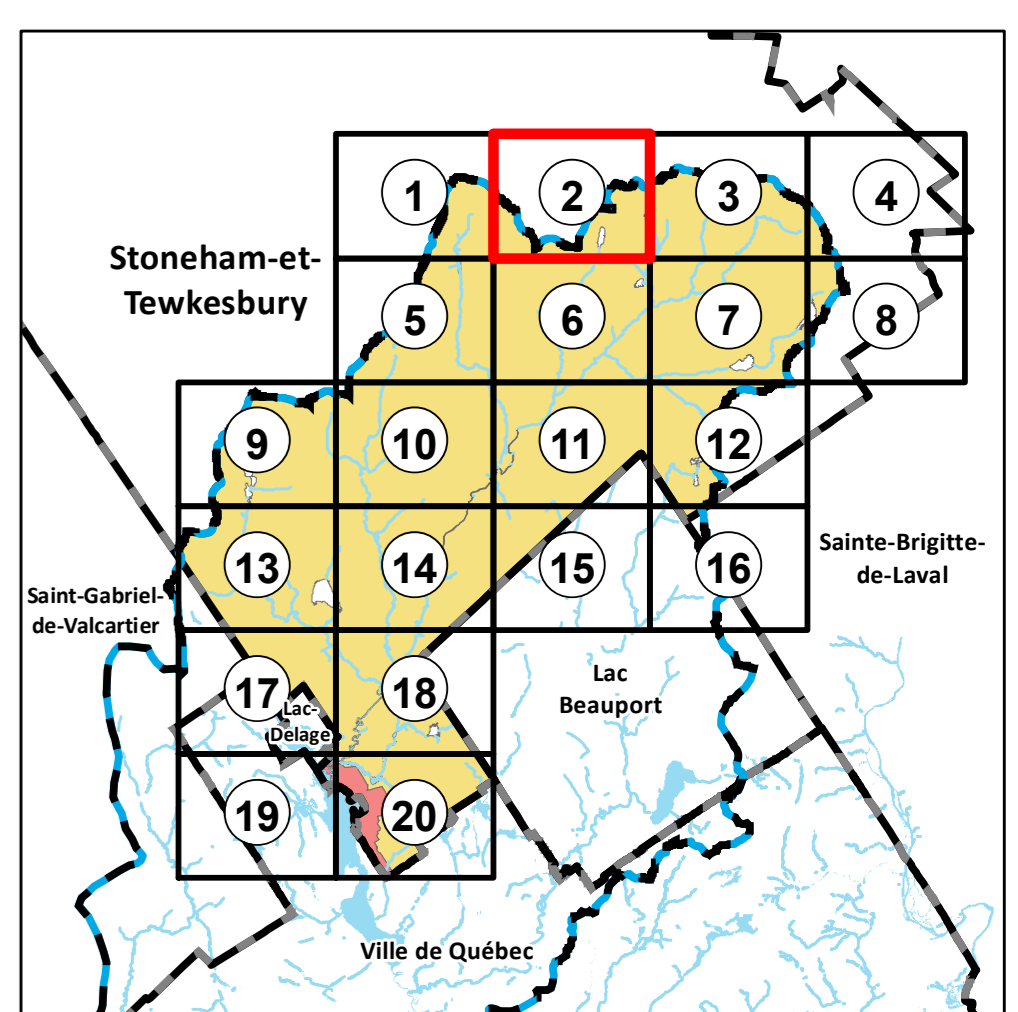 1
2
3
4
Stoneham-et-
Tewkesbury
5
6
7
8
9
10
11
12
13
14
15
16
Sainte-Brigitte-
de-Laval
Saint-Gabriel-
de-Valcartier
17
Lac-
Delage
18
Lac
Beauport
19
20
Ville de Québec